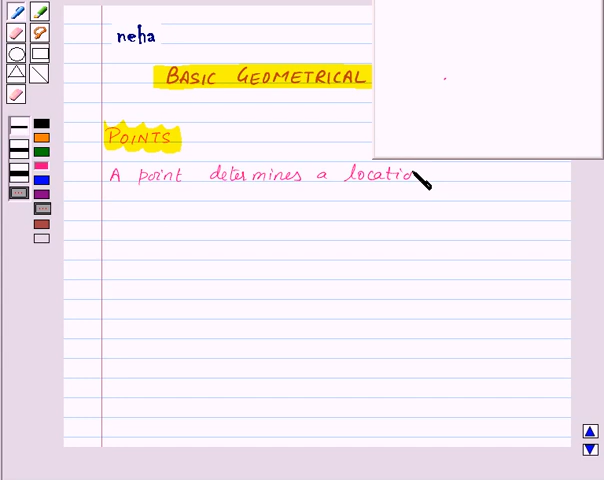 neha
BASIC GEOMETRICAL
POINTS
A point determines a locatio